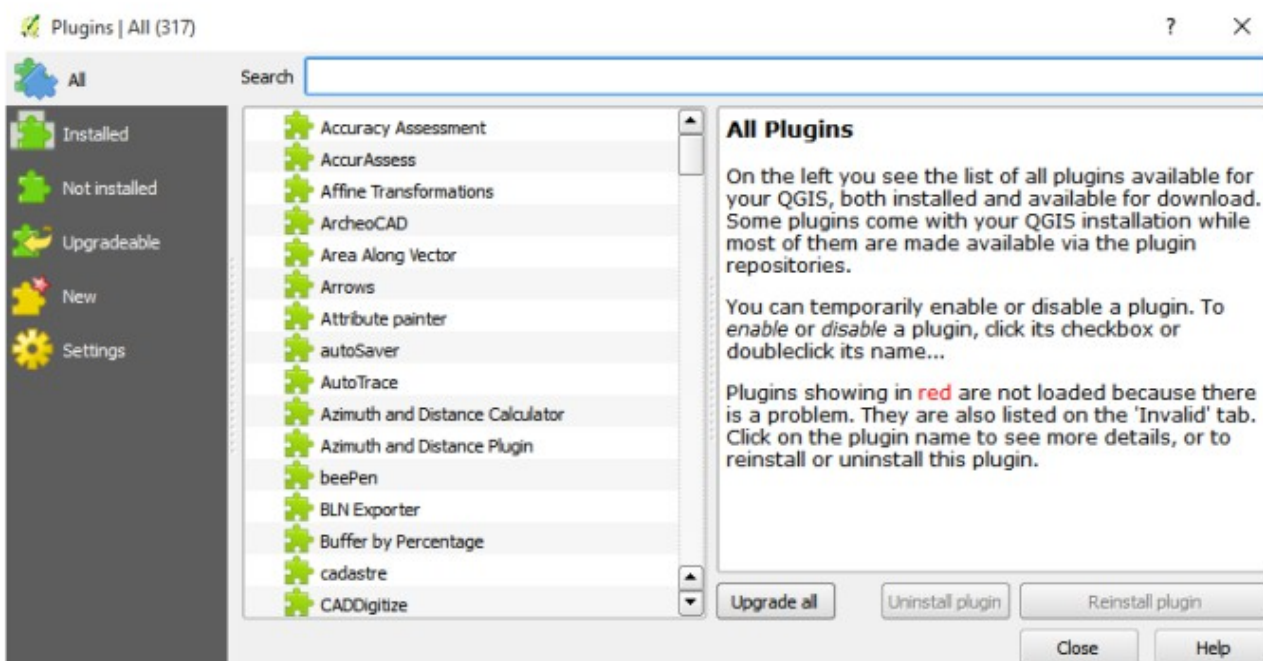 Plugins | All (317)
?
All
Search
Installed
Not installed
Upgradeable
New
Settings
Accuracy Assessment
AccurAssess
Affine Transformations
ArcheoCAD
Area Along Vector
Arrows
Attribute painter
autoSaver
AutoTrace
Azimuth and Distance Calculator
Azimuth and Distance Plugin
beePen
BLN Exporter
Buffer by Percentage
cadastre
CADDigitize
All Plugins
On the left you see the list of all plugins available for
your QGIS, both installed and available for download.
Some plugins come with your QGIS installation while
most of them are made available via the plugin
repositories.
You can temporarily enable or disable a plugin. To
enable or disable a plugin, click its checkbox or
doubleclick its name...
Plugins showing in red are not loaded because there
is a problem. They are also listed on the 'Invalid' tab.
Click on the plugin name to see more details, or to
reinstall or uninstall this plugin.
Upgrade all
Uninstall plugin
Reinstall plugin
Close
Help